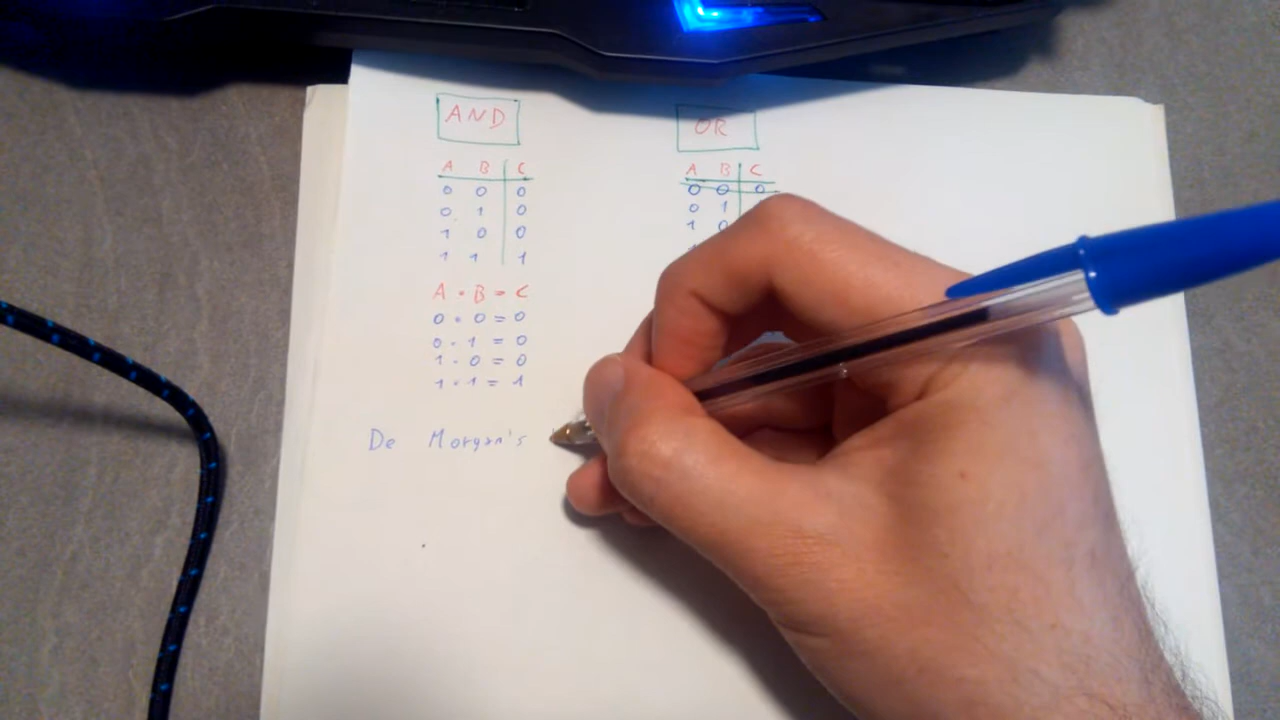 AND
A B C
0 0 0
0 1 0
1 0 0
1 1 1
A · B = C
0 · 0 = 0
0 · 1 = 0
1 · 0 = 0
1 · 1 = 1
OR
A B C
0 0 0
0 1
1 0
De Morgan's